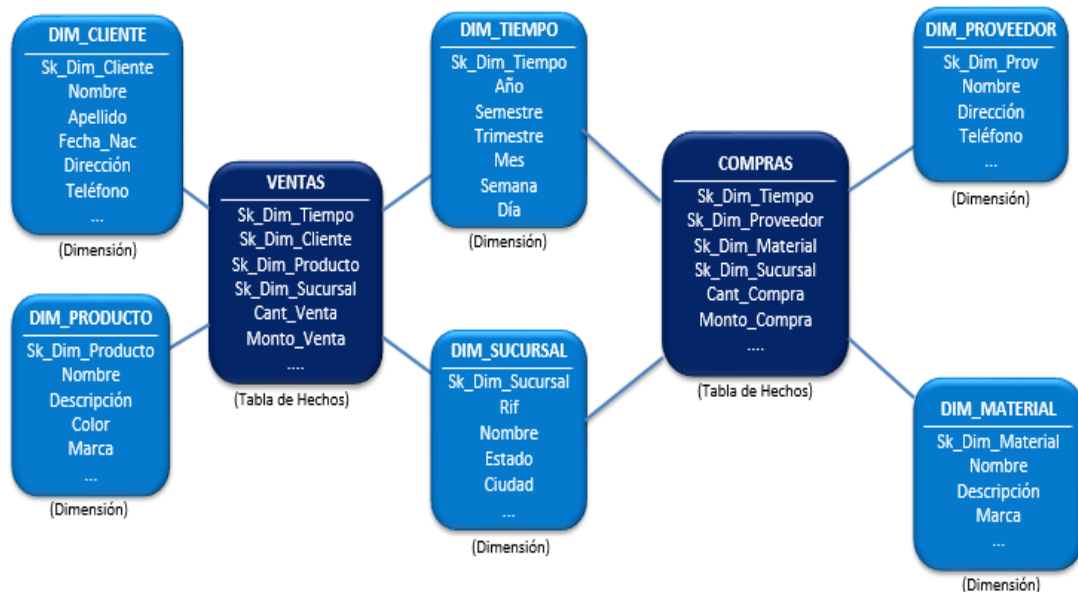 DIM_CLIENTE
Sk_Dim_Cliente
Nombre
Apellido
Fecha_Nac
Dirección
Teléfono
...
(Dimensión)
DIM_PRODUCTO
Sk_Dim_Producto
Nombre
Descripción
Color
Marca
...
(Dimensión)
VENTAS
Sk_Dim_Tiempo
Sk_Dim_Cliente
Sk_Dim_Producto
Sk_Dim_Sucursal
Cant_Venta
Monto_Venta
....
(Tabla de Hechos)
DIM_TIEMPO
Sk_Dim_Tiempo
Año
Semestre
Trimestre
Mes
Semana
Día
(Dimensión)
DIM_SUCURSAL
Sk_Dim_Sucursal
Rif
Nombre
Estado
Ciudad
...
(Dimensión)
COMPRAS
Sk_Dim_Tiempo
Sk_Dim_Proveedor
Sk_Dim_Material
Sk_Dim_Sucursal
Cant_Compra
Monto_Compra
....
(Tabla de Hechos)
DIM_PROVEEDOR
Sk_Dim_Prov
Nombre
Dirección
Teléfono
...
(Dimensión)
DIM_MATERIAL
Sk_Dim_Material
Nombre
Descripción
Marca
...
(Dimensión)